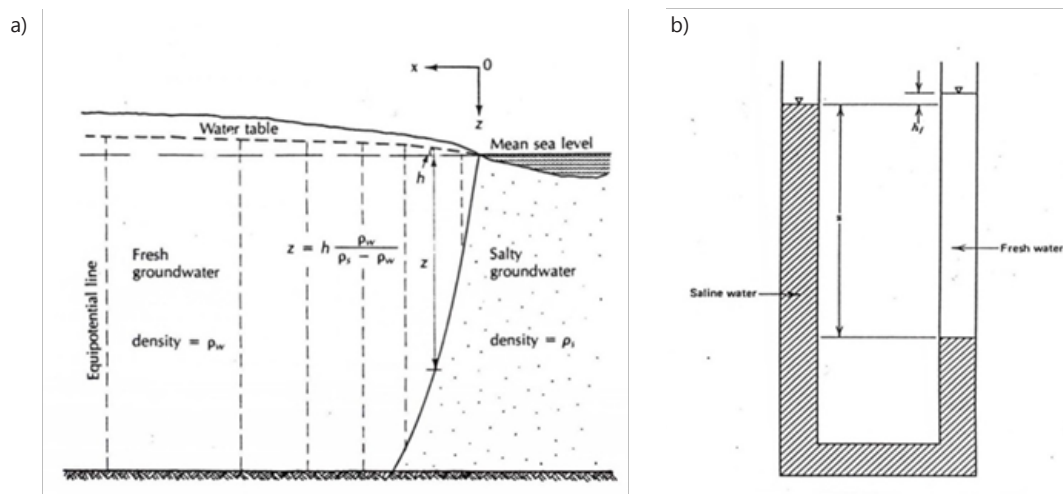 a)
x
0
z
Water table
Mean sea level
h
Fresh
groundwater
z = h ρw / ρs − ρw
z
Salty
groundwater
Equipotential line
density = ρw
density = ρs
b)
hf
z
Fresh water
Saline water